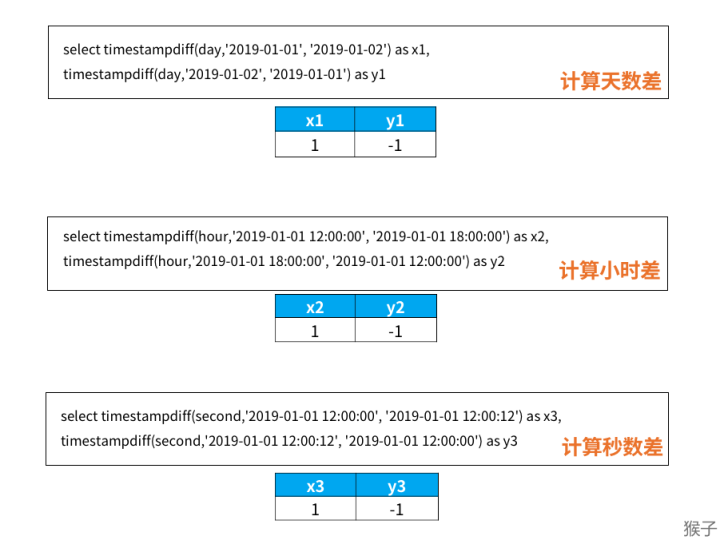 select timestampdiff(day,'2019-01-01', '2019-01-02') as x1,
timestampdiff(day,'2019-01-02', '2019-01-01') as y1
计算天数差
x1 y1
1 -1
select timestampdiff(hour,'2019-01-01 12:00:00', '2019-01-01 18:00:00') as x2,
timestampdiff(hour,'2019-01-01 18:00:00', '2019-01-01 12:00:00') as y2
计算小时差
x2 y2
1 -1
select timestampdiff(second,'2019-01-01 12:00:00', '2019-01-01 12:00:12') as x3,
timestampdiff(second,'2019-01-01 12:00:12', '2019-01-01 12:00:00') as y3
计算秒数差
x3 y3
1 -1
猴子